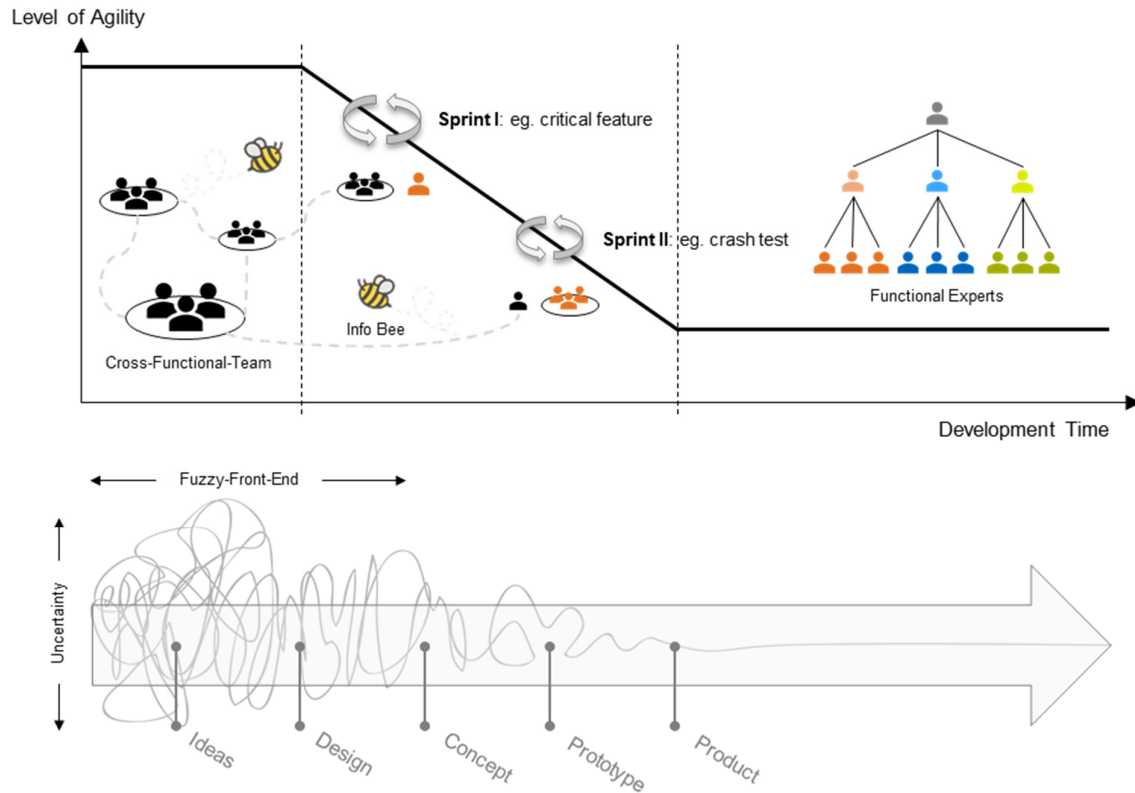 Level of Agility
Sprint I: eg. critical feature
Sprint II: eg. crash test
Functional Experts
Info Bee
Cross-Functional-Team
Development Time
Fuzzy-Front-End
Uncertainty
Ideas
Design
Concept
Prototype
Product